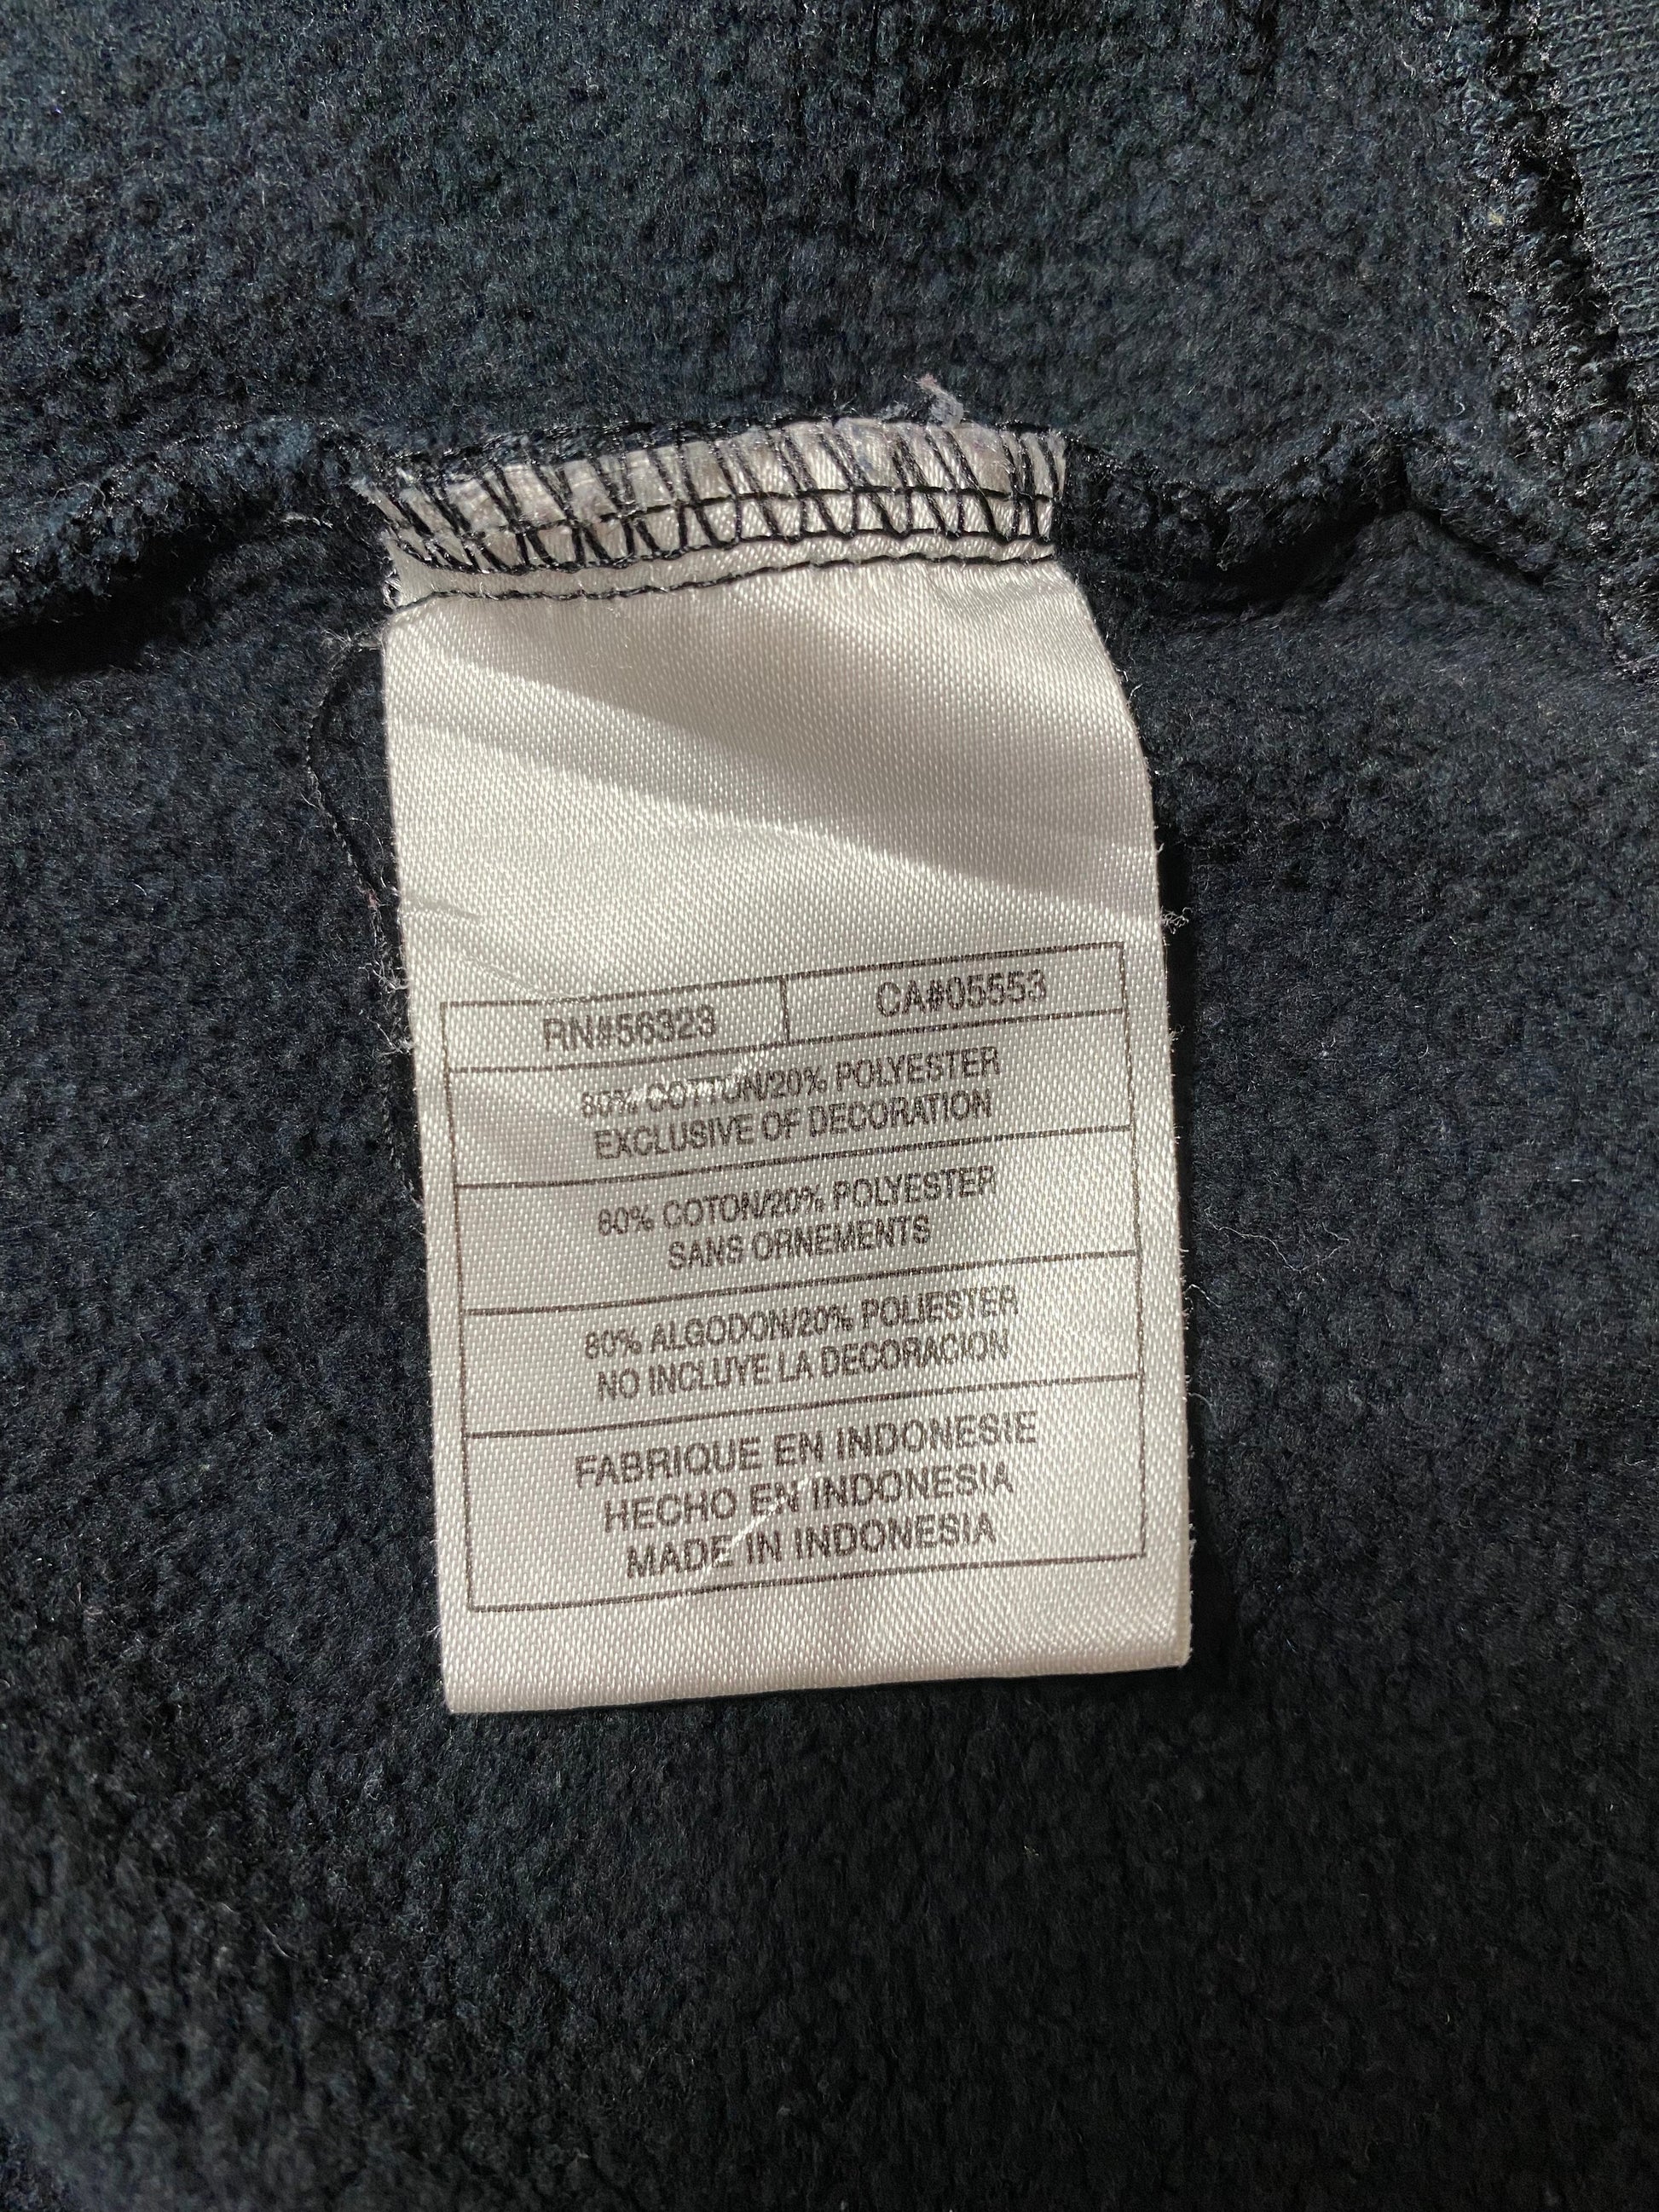 RN#56323
CA#05553
80% COTTON/20% POLYESTER
EXCLUSIVE OF DECORATION
80% COTON/20% POLYESTER
SANS ORNEMENTS
80% ALGODON/20% POLIESTER
NO INCLUYE LA DECORACION
FABRIQUE EN INDONESIE
HECHO EN INDONESIA
MADE IN INDONESIA